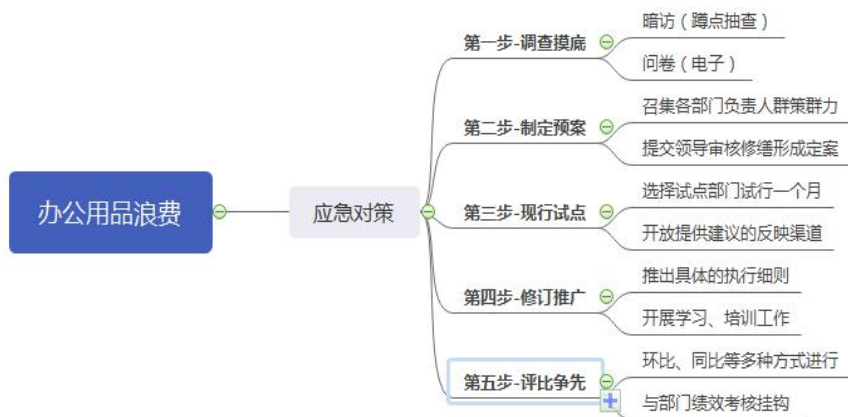 办公用品浪费
应急对策
第一步-调查摸底
暗访（蹲点抽查）
问卷（电子）
第二步-制定预案
召集各部门负责人群策群力
提交领导审核修缮形成定案
第三步-现行试点
选择试点部门试行一个月
开放提供建议的反映渠道
第四步-修订推广
推出具体的执行细则
开展学习、培训工作
第五步-评比争先
环比、同比等多种方式进行
与部门绩效考核挂钩